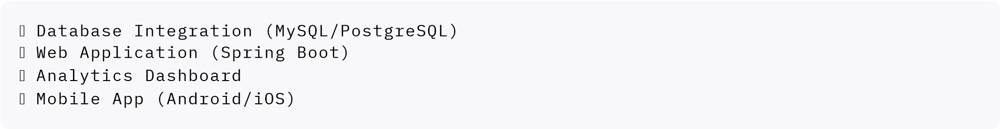 ▯ Database Integration (MySQL/PostgreSQL)
▯ Web Application (Spring Boot)
▯ Analytics Dashboard
▯ Mobile App (Android/iOS)